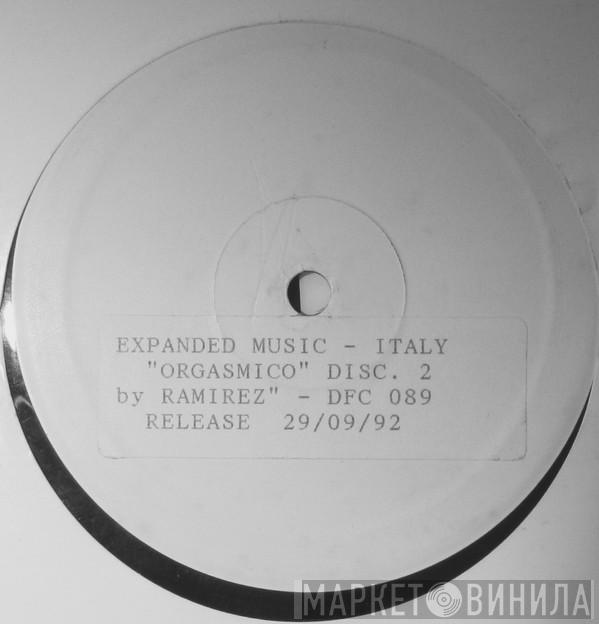 EXPANDED MUSIC - ITALY
"ORGASMICO" DISC. 2
by RAMIREZ" - DFC 089
RELEASE 29/09/92
МАРКЕТ ВИНИЛА